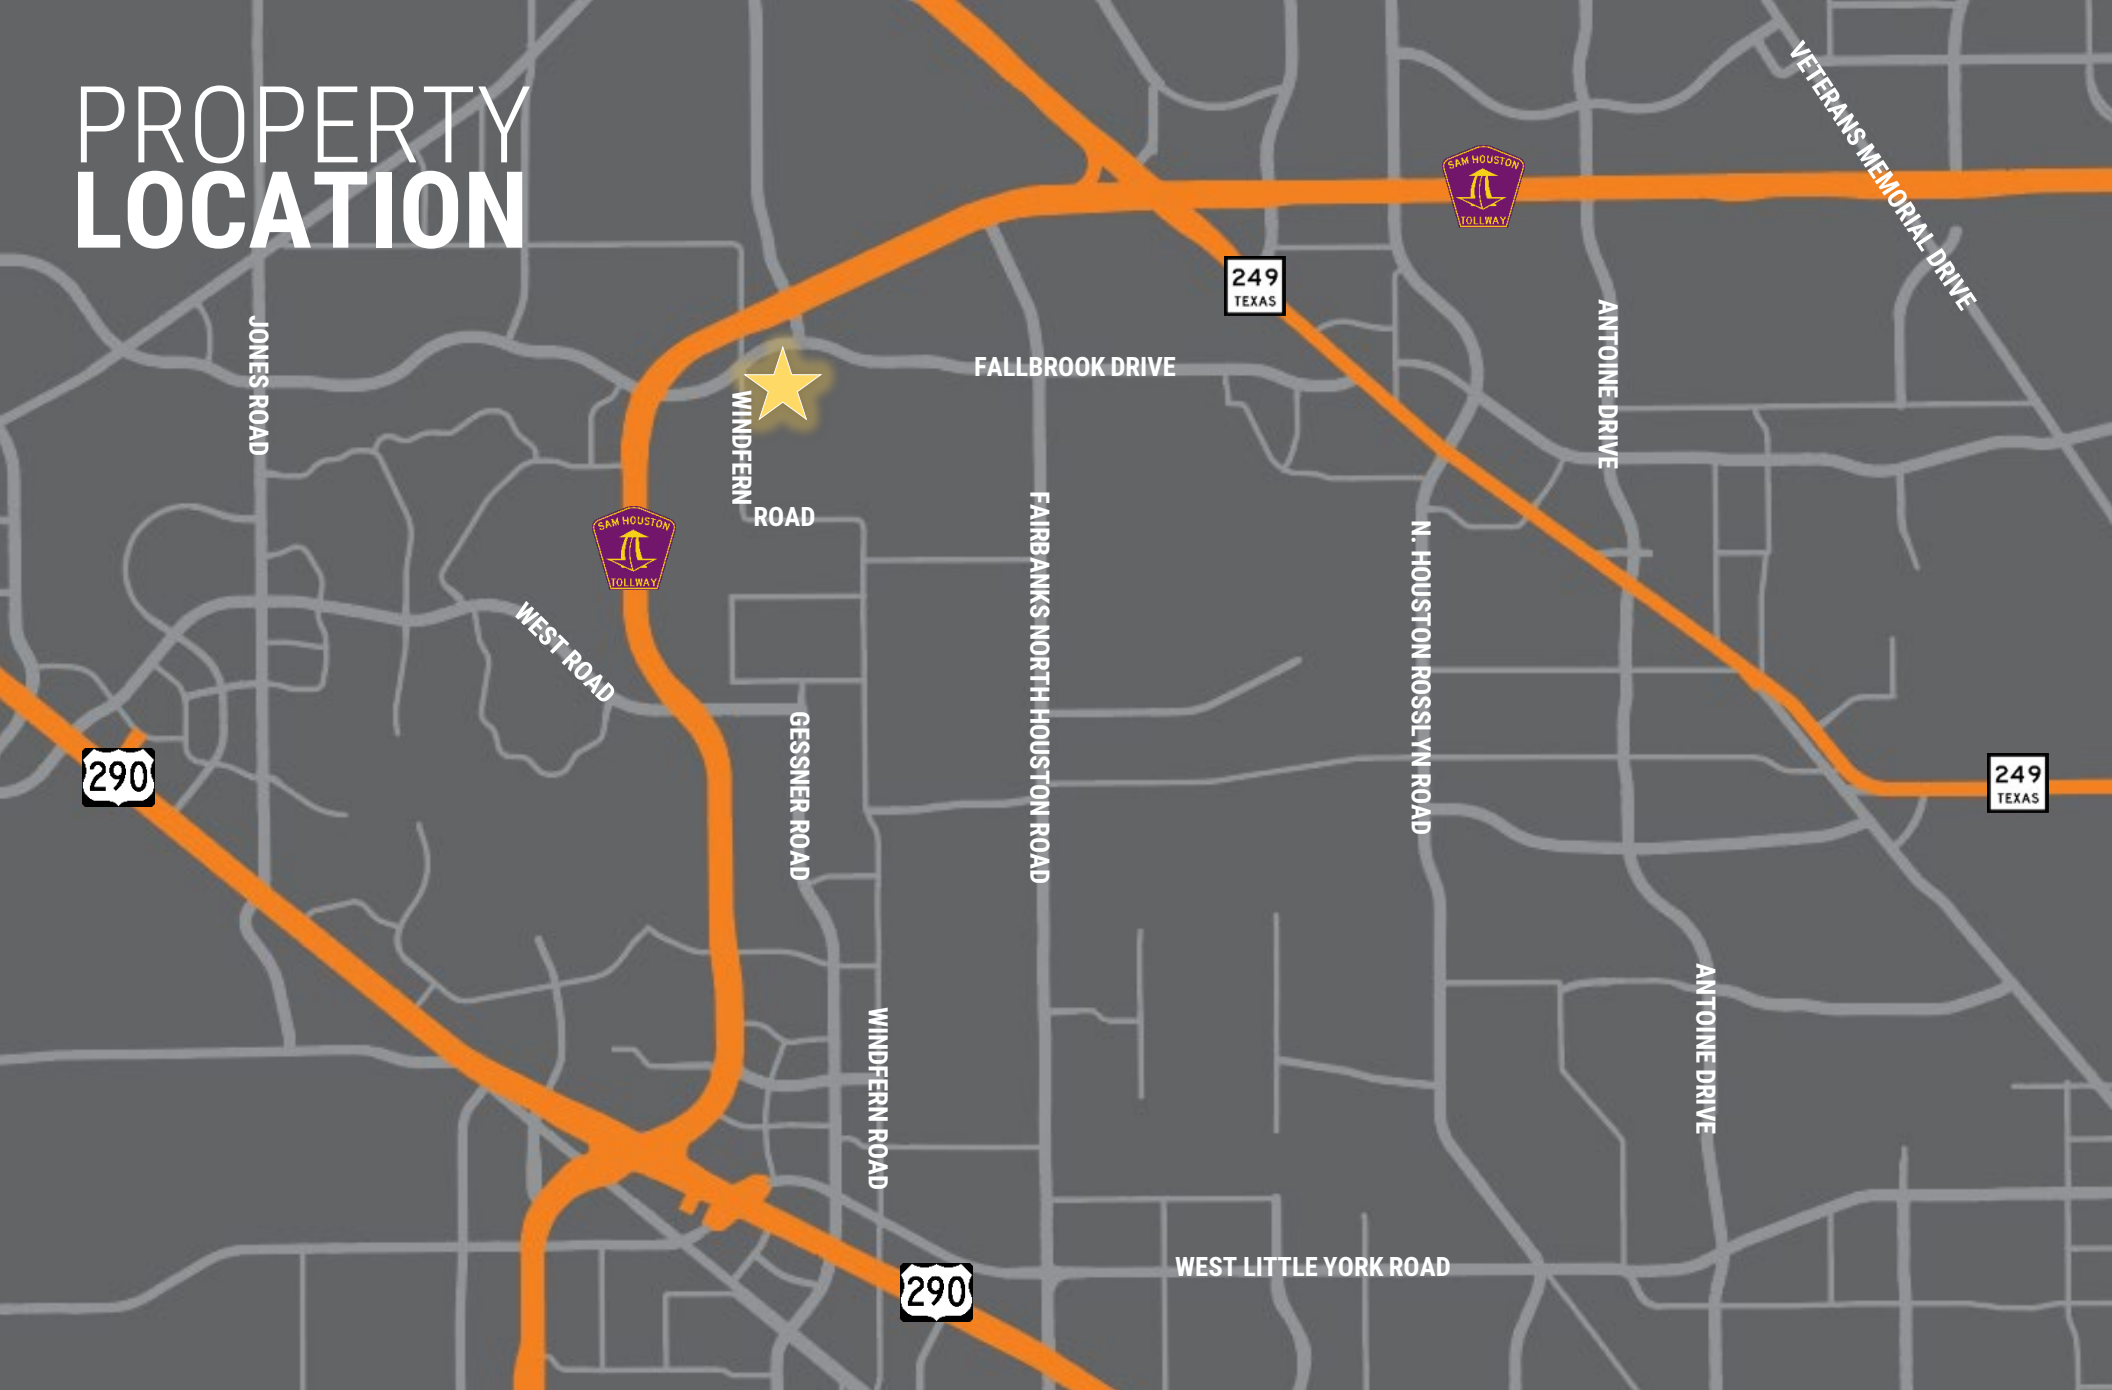 PROPERTY
LOCATION
VETERANS MEMORIAL DRIVE
SAM HOUSTON
TOLLWAY
249
TEXAS
JONES ROAD
ANTOINE DRIVE
FALLBROOK DRIVE
WINDFERN
ROAD
SAM HOUSTON
TOLLWAY
FAIRBANKS NORTH HOUSTON ROAD
N. HOUSTON ROSSLYN ROAD
WEST ROAD
GESSNER ROAD
290
249
TEXAS
ANTOINE DRIVE
WINDFERN ROAD
WEST LITTLE YORK ROAD
290